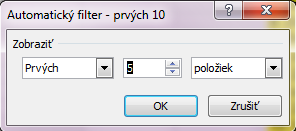 Automatický filter - prvých 10
Zobraziť
Prvých 5 položiek
OK Zrušiť